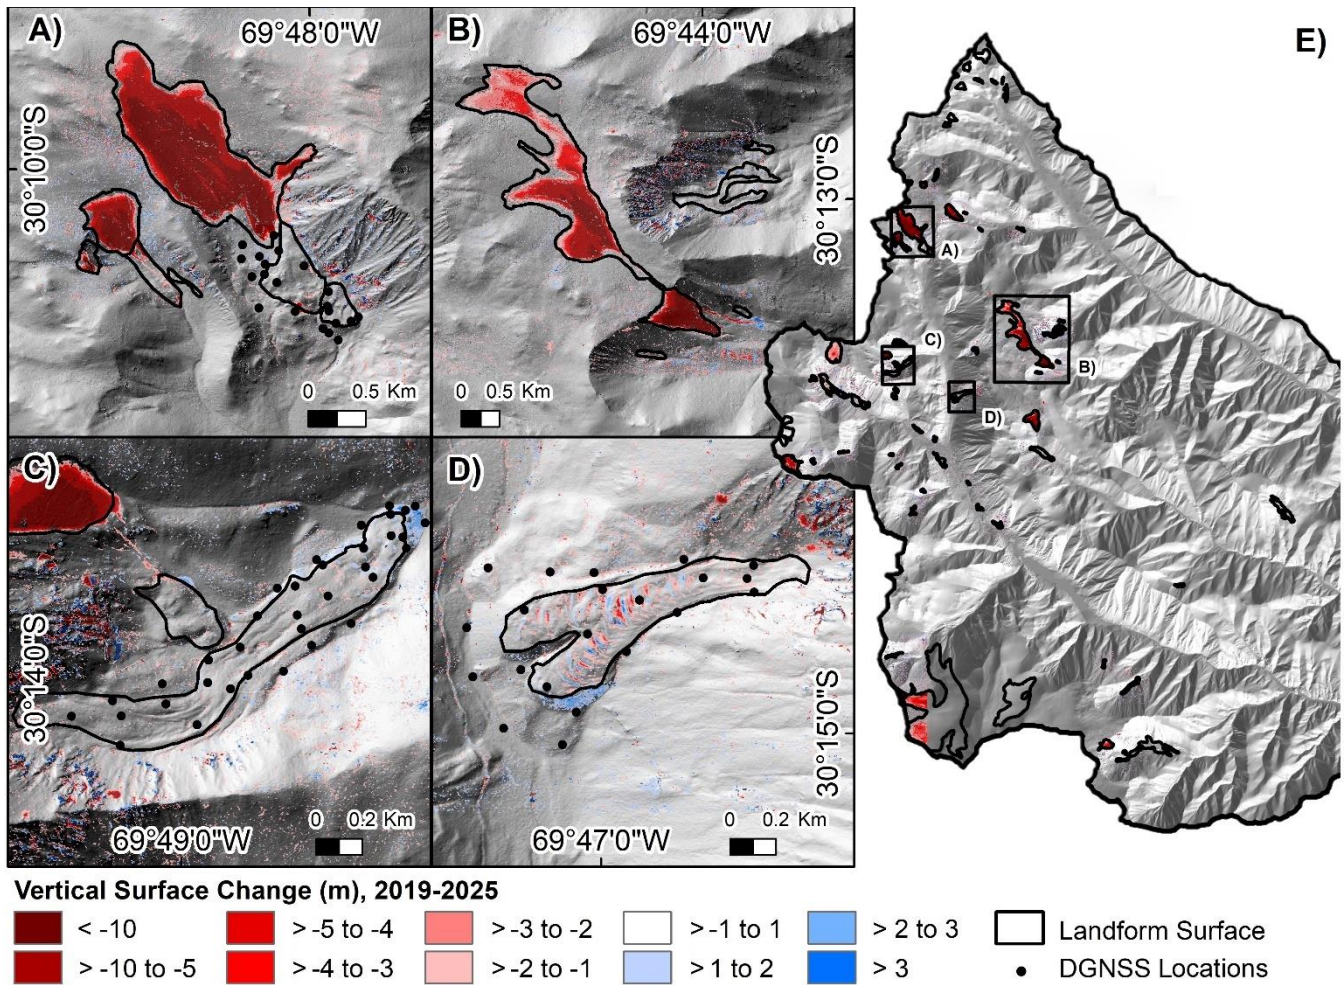 A)
69°48'0"W
30°10'0"S
0 0.5 Km
B)
69°44'0"W
30°13'0"S
0 0.5 Km
E)
A)
B)
C)
D)
C)
30°14'0"S
69°49'0"W
0 0.2 Km
D)
30°15'0"S
69°47'0"W
0 0.2 Km
Vertical Surface Change (m), 2019-2025
< -10
> -5 to -4
> -3 to -2
> -1 to 1
> 2 to 3
Landform Surface
> -10 to -5
> -4 to -3
> -2 to -1
> 1 to 2
> 3
DGNSS Locations